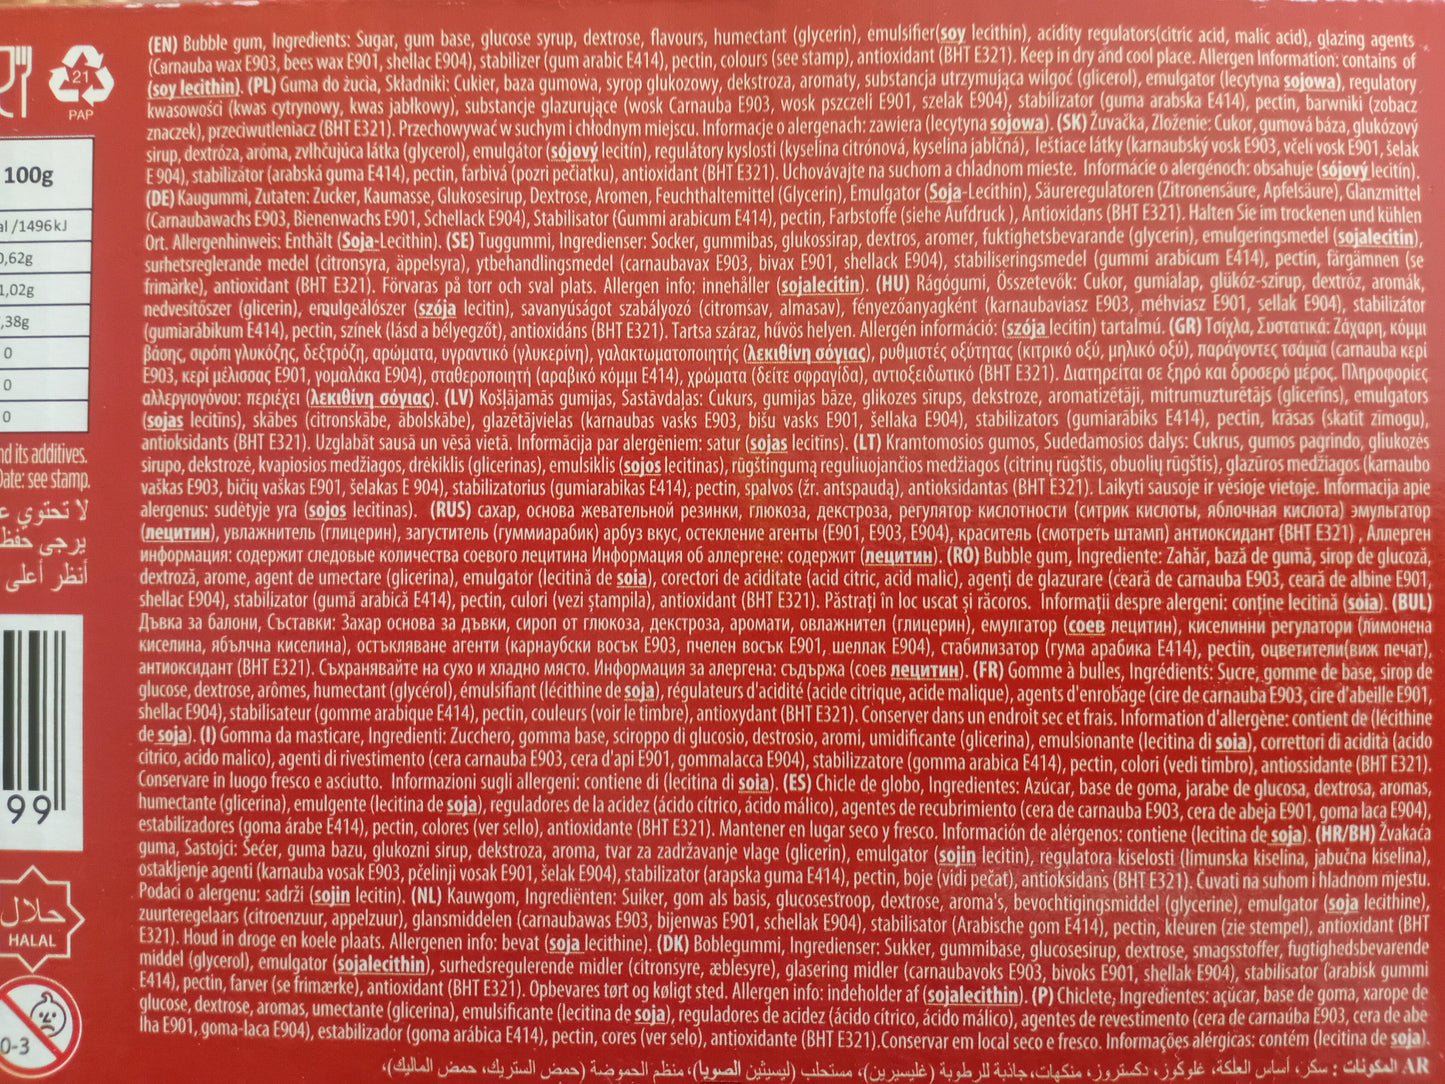 21
PAP
100g
al /1496kJ
0,62g
1,02g
,38g
0
0
0
nd its additives.
Date: see stamp.
لا تحتوي
يرجى حفظ
أنظر أعلى
99
حلال
HALAL
0-3
(EN) Bubble gum, Ingredients: Sugar, gum base, glucose syrup, dextrose, flavours, humectant (glycerin), emulsifier(soy lecithin), acidity regulators(citric acid, malic acid), glazing agents
(Carnauba wax E903, bees wax E901, shellac E904), stabilizer (gum arabic E414), pectin, colours (see stamp), antioxidant (BHT E321). Keep in dry and cool place. Allergen Information: contains of
(soy lecithin). (PL) Guma do żucia, Składniki: Cukier, baza gumowa, syrop glukozowy, dekstroza, aromaty, substancja utrzymująca wilgoć (glicerol), emulgator (lecytyna sojowa), regulatory
kwasowości (kwas cytrynowy, kwas jabłkowy), substancje glazurujące (wosk Carnauba E903, wosk pszczeli E901, szelak E904), stabilizator (guma arabska E414), pectin, barwniki (zobacz
znaczek), przeciwutleniacz (BHT E321). Przechowywać w suchym i chłodnym miejscu. Informacje o alergenach: zawiera (lecytyna sojowa). (SK) Žuvačka, Zloženie: Cukor, gumová báza, glukózový
sirup, dextróza, aróma, zvlhčujúca látka (glycerol), emulgátor (sójový lecitín), regulátory kyslosti (kyselina citrónová, kyselina jablčná), leštiace látky (karnaubský vosk E903, včeli vosk E901, šelak
E 904), stabilizátor (arabská guma E414), pectin, farbivá (pozri pečiatku), antioxidant (BHT E321). Uchovávajte na suchom a chladnom mieste. Informácie o alergénoch: obsahuje (sójový lecitín).
(DE) Kaugummi, Zutaten: Zucker, Kaumasse, Glukosesirup, Dextrose, Aromen, Feuchthaltemittel (Glycerin), Emulgator (Soja-Lecithin), Säureregulatoren (Zitronensäure, Apfelsäure), Glanzmittel
(Carnaubawachs E903, Bienenwachs E901, Schellack E904), Stabilisator (Gummi arabicum E414), pectin, Farbstoffe (siehe Aufdruck ), Antioxidans (BHT E321). Halten Sie im trockenen und kühlen
Ort. Allergenhinweis: Enthält (Soja-Lecithin). (SE) Tuggummi, Ingredienser: Socker, gummibas, glukossirap, dextros, aromer, fuktighetsbevarande (glycerin), emulgeringsmedel (sojalecitin),
surhetsreglerande medel (citronsyra, äppelsyra), ytbehandlingsmedel (carnaubavax E903, bivax E901, shellack E904), stabiliseringsmedel (gummi arabicum E414), pectin, färgämnen (se
frimärke), antioxidant (BHT E321). Förvaras på torr och sval plats. Allergen info: innehåller (sojalecitin). (HU) Rágógumi, Összetevők: Cukor, gumialap, glükóz-szirup, dextróz, aromák,
nedvesítőszer (glicerin), emulgeálószer (szója lecitin), savanyúságot szabályozó (citromsav, almasav), fényezőanyagként (karnaubaviasz E903, méhviasz E901, sellak E904), stabilizátor
(gumiarábikum E414), pectin, színek (lásd a bélyegzőt), antioxidáns (BHT E321). Tartsa száraz, hűvös helyen. Allergén információ: (szója lecitin) tartalmú. (GR) Τσίχλα, Συστατικά: Ζάχαρη, κόμμι
βάσης, σιρόπι γλυκόζης, δεξτρόζη, αρώματα, υγραντικό (γλυκερίνη), γαλακτωματοποιητής (λεκιθίνη σόγιας), ρυθμιστές οξύτητας (κιτρικό οξύ, μηλικό οξύ), παράγοντες τσάμια (carnauba κερί
E903, κερί μέλισσας E901, γομαλάκα E904), σταθεροποιητή (αραβικό κόμμι E414), χρώματα (δείτε σφραγίδα), αντιοξειδωτικό (BHT E321). Διατηρείται σε ξηρό και δροσερό μέρος. Πληροφορίες
αλλεργιογόνου: περιέχει (λεκιθίνη σόγιας). (LV) Košļājamās gumijas, Sastāvdaļas: Cukurs, gumijas bāze, glikozes sirups, dekstroze, aromatizētāji, mitrumuzturētājs (glicerīns), emulgators
(sojas lecitīns), skābes (citronskābe, ābolskābe), glazētājvielas (karnaubas vasks E903, bišu vasks E901, šellaka E904), stabilizators (gumiarābiks E414), pectin, krāsas (skatīt zīmogu),
antioksidants (BHT E321). Uzglabāt sausā un vēsā vietā. Informācija par alergēniem: satur (sojas lecitīns). (LT) Kramtomosios gumos, Sudedamosios dalys: Cukrus, gumos pagrindo, gliukozės
sirupo, dekstrozė, kvapiosios medžiagos, drėkiklis (glicerinas), emulsiklis (sojos lecitinas), rūgštingumą reguliuojančios medžiagos (citrinų rūgštis, obuolių rūgštis), glazūros medžiagos (karnaubo
vaškas E903, bičių vaškas E901, šelakas E 904), stabilizatorius (gumiarabikas E414), pectin, spalvos (žr. antspaudą), antioksidantas (BHT E321). Laikyti sausoje ir vėsioje vietoje. Informacija apie
alergenus: sudėtyje yra (sojos lecitinas). (RUS) сахар, основа жевательной резинки, глюкоза, декстроза, регулятор кислотности (ситрик кислоты, яблочная кислота) эмульгатор
(лецитин), увлажнитель (глицерин), загуститель (гуммиарабик) арбуз вкус, остекление агенты (E901, E903, E904), краситель (смотреть штамп) антиоксидант (BHT E321) , Аллерген
информация: содержит следовые количества соевого лецитина Информация об аллергене: содержит (лецитин). (RO) Bubble gum, Ingrediente: Zahăr, bază de gumă, sirop de glucoză,
dextroză, arome, agent de umectare (glicerina), emulgator (lecitină de soia), corectori de aciditate (acid citric, acid malic), agenți de glazurare (ceară de carnauba E903, ceară de albine E901,
shellac E904), stabilizator (gumă arabică E414), pectin, culori (vezi ștampila), antioxidant (BHT E321). Păstrați în loc uscat și răcoros. Informații despre alergeni: conține lecitină (soia). (BUL)
Дъвка за балони, Съставки: Захар основа за дъвки, сироп от глюкоза, декстроза, аромати, овлажнител (глицерин), емулгатор (соев лецитин), киселинни регулатори (лимонена
киселина, ябълчна киселина), остъкляване агенти (карнаубски восък E903, пчелен восък E901, шеллак E904), стабилизатор (гума арабика E414), pectin, оцветители(виж печат),
антиоксидант (BHT E321). Съхранявайте на сухо и хладно място. Информация за алергена: съдържа (соев лецитин). (FR) Gomme à bulles, Ingrédients: Sucre, gomme de base, sirop de
glucose, dextrose, arômes, humectant (glycérol), émulsifiant (lécithine de soja), régulateurs d'acidité (acide citrique, acide malique), agents d'enrobage (cire de carnauba E903, cire d'abeille E901,
shellac E904), stabilisateur (gomme arabique E414), pectin, couleurs (voir le timbre), antioxydant (BHT E321). Conserver dans un endroit sec et frais. Information d'allergène: contient de (lécithine
de soja). (I) Gomma da masticare, Ingredienti: Zucchero, gomma base, sciroppo di glucosio, destrosio, aromi, umidificante (glicerina), emulsionante (lecitina di soia), correttori di acidità (acido
citrico, acido malico), agenti di rivestimento (cera carnauba E903, cera d'api E901, gommalacca E904), stabilizzatore (gomma arabica E414), pectin, colori (vedi timbro), antiossidante (BHT E321).
Conservare in luogo fresco e asciutto. Informazioni sugli allergeni: contiene di (lecitina di soia). (ES) Chicle de globo, Ingredientes: Azúcar, base de goma, jarabe de glucosa, dextrosa, aromas,
humectante (glicerina), emulgente (lecitina de soja), reguladores de la acidez (ácido cítrico, ácido málico), agentes de recubrimiento (cera de carnauba E903, cera de abeja E901, goma laca E904),
estabilizadores (goma árabe E414), pectin, colores (ver sello), antioxidante (BHT E321). Mantener en lugar seco y fresco. Información de alérgenos: contiene (lecitina de soja). (HR/BH) Žvakaća
guma, Sastojci: Šećer, guma bazu, glukozni sirup, dekstroza, aroma, tvar za zadržavanje vlage (glicerin), emulgator (sojin lecitin), regulatora kiselosti (limunska kiselina, jabučna kiselina),
ostakljenje agenti (karnauba vosak E903, pčelinji vosak E901, šelak E904), stabilizator (arapska guma E414), pectin, boje (vidi pečat), antioksidans (BHT E321). Čuvati na suhom i hladnom mjestu.
Podaci o alergenu: sadrži (sojin lecitin). (NL) Kauwgom, Ingrediënten: Suiker, gom als basis, glucosestroop, dextrose, aroma's, bevochtigingsmiddel (glycerine), emulgator (soja lecithine),
zuurteregelaars (citroenzuur, appelzuur), glansmiddelen (carnaubawas E903, bijenwas E901, schellak E904), stabilisator (Arabische gom E414), pectin, kleuren (zie stempel), antioxidant (BHT
E321). Houd in droge en koele plaats. Allergenen info: bevat (soja lecithine). (DK) Boblegummi, Ingredienser: Sukker, gummibase, glucosesirup, dextrose, smagsstoffer, fugtighedsbevarende
middel (glycerol), emulgator (sojalecithin), surhedsregulerende midler (citronsyre, æblesyre), glasering midler (carnaubavoks E903, bivoks E901, shellak E904), stabilisator (arabisk gummi
E414), pectin, farver (se frimærke), antioxidant (BHT E321). Opbevares tørt og køligt sted. Allergen info: indeholder af (sojalecithin). (P) Chiclete, Ingredientes: açúcar, base de goma, xarope de
glucose, dextrose, aromas, umectante (glicerina), emulsificante (lecitina de soja), reguladores de acidez (ácido cítrico, ácido málico), agentes de revestimento (cera de carnaúba E903, cera de abe
lha E901, goma-laca E904), estabilizador (goma arábica E414), pectin, cores (ver selo), antioxidante (BHT E321).Conservar em local seco e fresco. Informações alérgicas: contém (lecitina de soja).
AR المكونات : سكر، أساس العلكة، غلوكوز، دكستروز، منكهات، جاذبة للرطوبة (غليسيرين)، مستحلب (ليسيثين الصويا)، منظم الحموضة (حمض الستريك، حمض الماليك)،